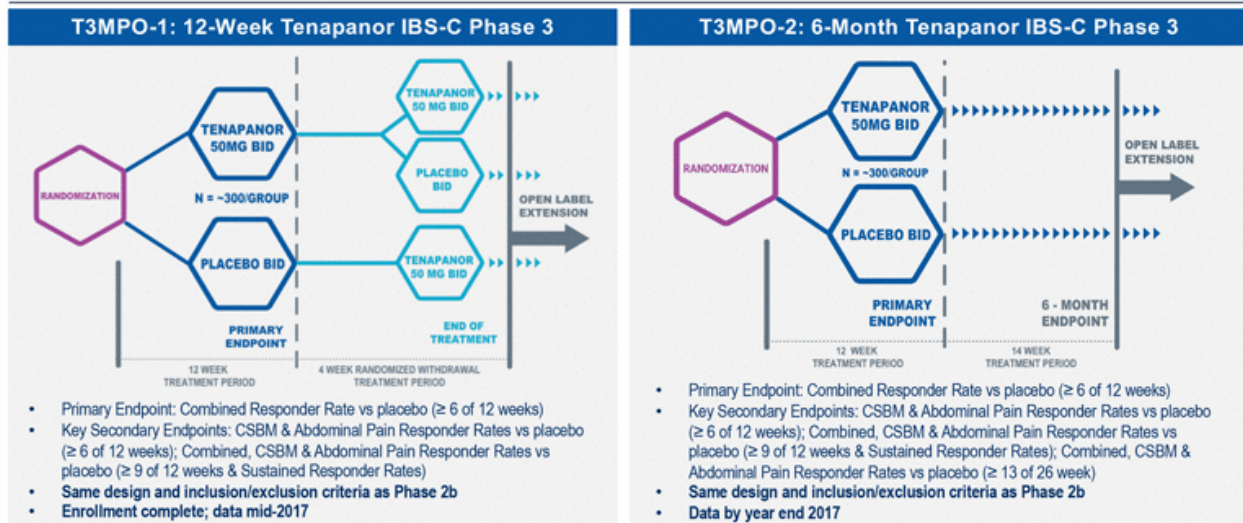 T3MPO-1: 12-Week Tenapanor IBS-C Phase 3
RANDOMIZATION
TENAPANOR
50MG BID
N = ~300/GROUP
PLACEBO BID
TENAPANOR
50 MG BID
PLACEBO
BID
TENAPANOR
50 MG BID
OPEN LABEL
EXTENSION
PRIMARY
ENDPOINT
END OF
TREATMENT
12 WEEK
TREATMENT PERIOD
4 WEEK RANDOMIZED WITHDRAWAL
TREATMENT PERIOD
• Primary Endpoint: Combined Responder Rate vs placebo (≥ 6 of 12 weeks)
• Key Secondary Endpoints: CSBM & Abdominal Pain Responder Rates vs placebo
(≥ 6 of 12 weeks); Combined, CSBM & Abdominal Pain Responder Rates vs
placebo (≥ 9 of 12 weeks & Sustained Responder Rates)
• Same design and inclusion/exclusion criteria as Phase 2b
• Enrollment complete; data mid-2017
T3MPO-2: 6-Month Tenapanor IBS-C Phase 3
RANDOMIZATION
TENAPANOR
50MG BID
N = ~300/GROUP
PLACEBO BID
OPEN LABEL
EXTENSION
PRIMARY
ENDPOINT
6 - MONTH
ENDPOINT
12 WEEK
TREATMENT PERIOD
14 WEEK
TREATMENT PERIOD
• Primary Endpoint: Combined Responder Rate vs placebo (≥ 6 of 12 weeks)
• Key Secondary Endpoints: CSBM & Abdominal Pain Responder Rates vs placebo
(≥ 6 of 12 weeks); Combined, CSBM & Abdominal Pain Responder Rates vs
placebo (≥ 9 of 12 weeks & Sustained Responder Rates); Combined, CSBM &
Abdominal Pain Responder Rates vs placebo (≥ 13 of 26 week)
• Same design and inclusion/exclusion criteria as Phase 2b
• Data by year end 2017